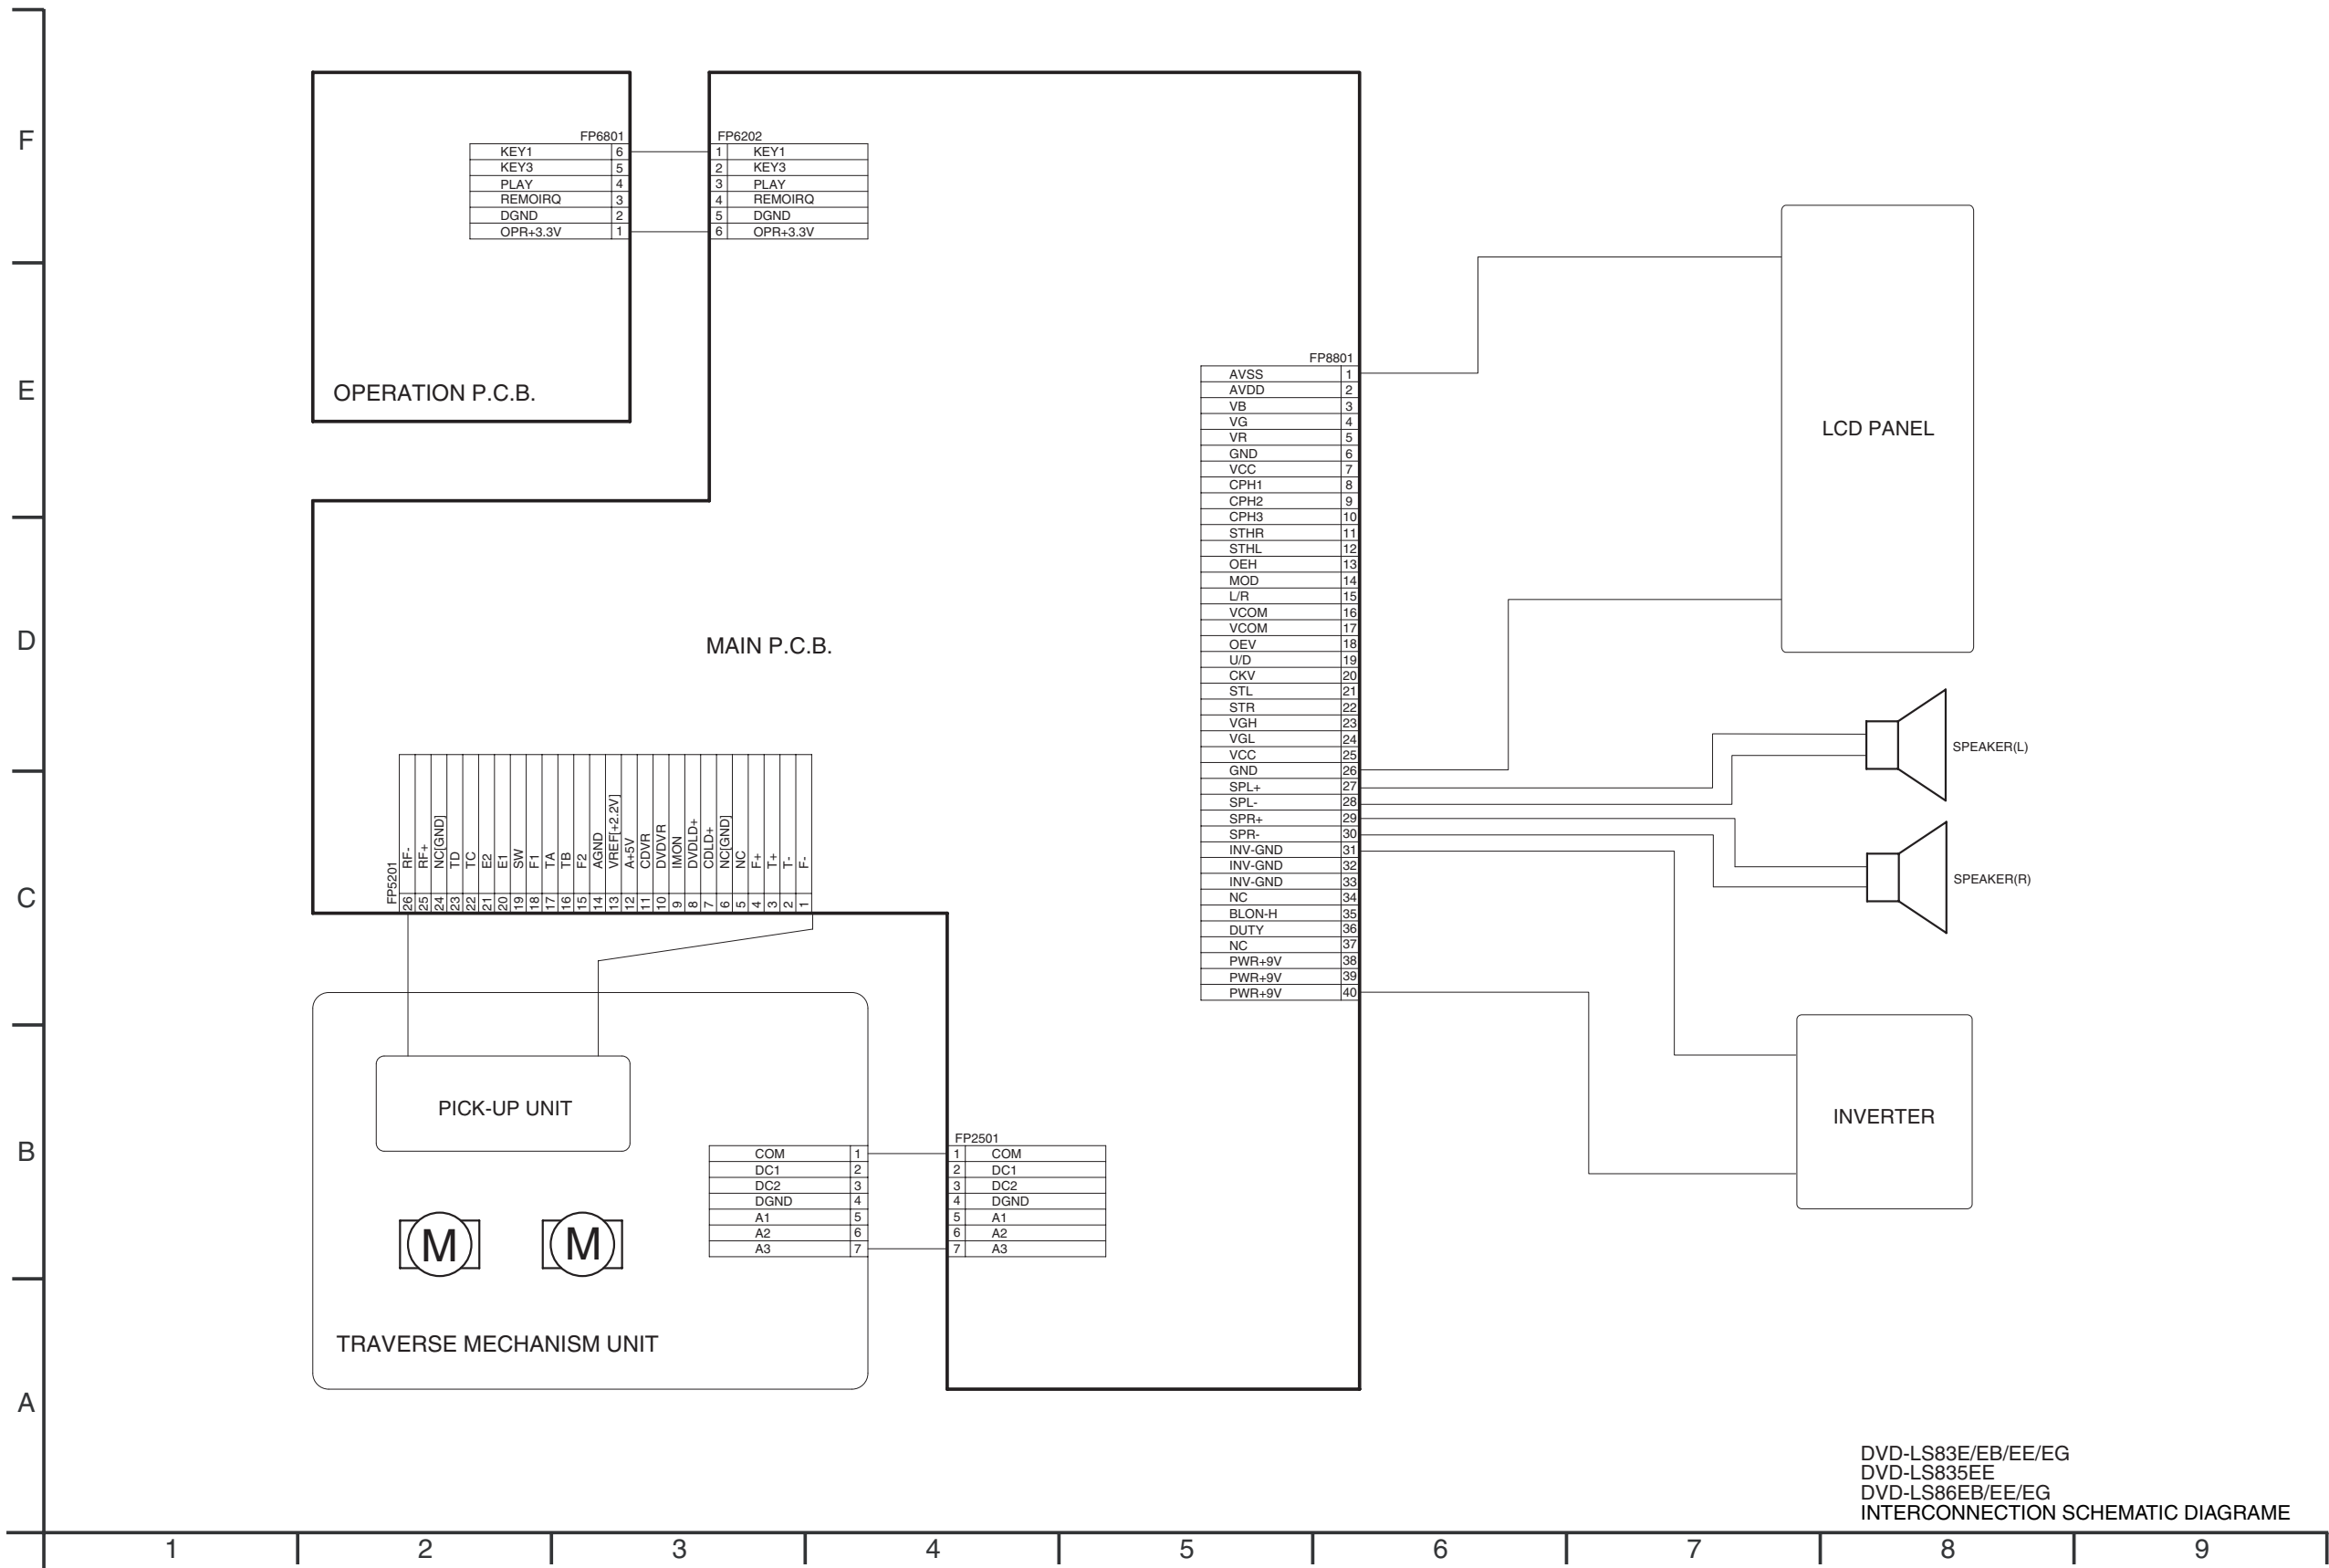 F
E
D
C
B
A
FP6801
KEY1 6
KEY3 5
PLAY 4
REMOIRQ 3
DGND 2
OPR+3.3V 1
FP6202
1 KEY1
2 KEY3
3 PLAY
4 REMOIRQ
5 DGND
6 OPR+3.3V
OPERATION P.C.B.
MAIN P.C.B.
FP8801
AVSS 1
AVDD 2
VB 3
VG 4
VR 5
GND 6
VCC 7
CPH1 8
CPH2 9
CPH3 10
STHR 11
STHL 12
OEH 13
MOD 14
L/R 15
VCOM 16
VCOM 17
OEV 18
U/D 19
CKV 20
STL 21
STR 22
VGH 23
VGL 24
VCC 25
GND 26
SPL+ 27
SPL- 28
SPR+ 29
SPR- 30
INV-GND 31
INV-GND 32
INV-GND 33
NC 34
BLON-H 35
DUTY 36
NC 37
PWR+9V 38
PWR+9V 39
PWR+9V 40
LCD PANEL
SPEAKER(L)
SPEAKER(R)
INVERTER
FP5201
26 RF-
25 RF+
24 NC[GND]
23 TD
22 TC
21 E2
20 E1
19 SW
18 F1
17 TA
16 TB
15 F2
14 AGND
13 VREF[+2.2V]
12 A+5V
11 CDVR
10 DVDVR
9 IMON
8 DVDLD+
7 CDLD+
6 NC[GND]
5 NC
4 F+
3 T+
2 T-
1 F-
PICK-UP UNIT
M
M
TRAVERSE MECHANISM UNIT
COM 1
DC1 2
DC2 3
DGND 4
A1 5
A2 6
A3 7
FP2501
1 COM
2 DC1
3 DC2
4 DGND
5 A1
6 A2
7 A3
DVD-LS83E/EB/EE/EG
DVD-LS835EE
DVD-LS86EB/EE/EG
INTERCONNECTION SCHEMATIC DIAGRAME
1 2 3 4 5 6 7 8 9